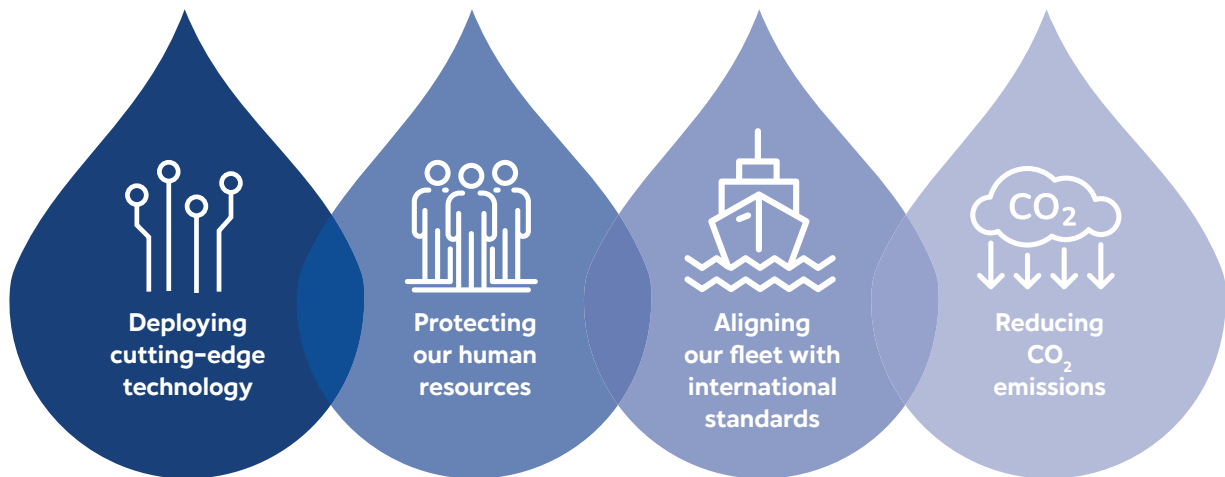 Deploying
cutting-edge
technology
Protecting
our human
resources
Aligning
our fleet with
international
standards
CO₂
Reducing
CO₂
emissions